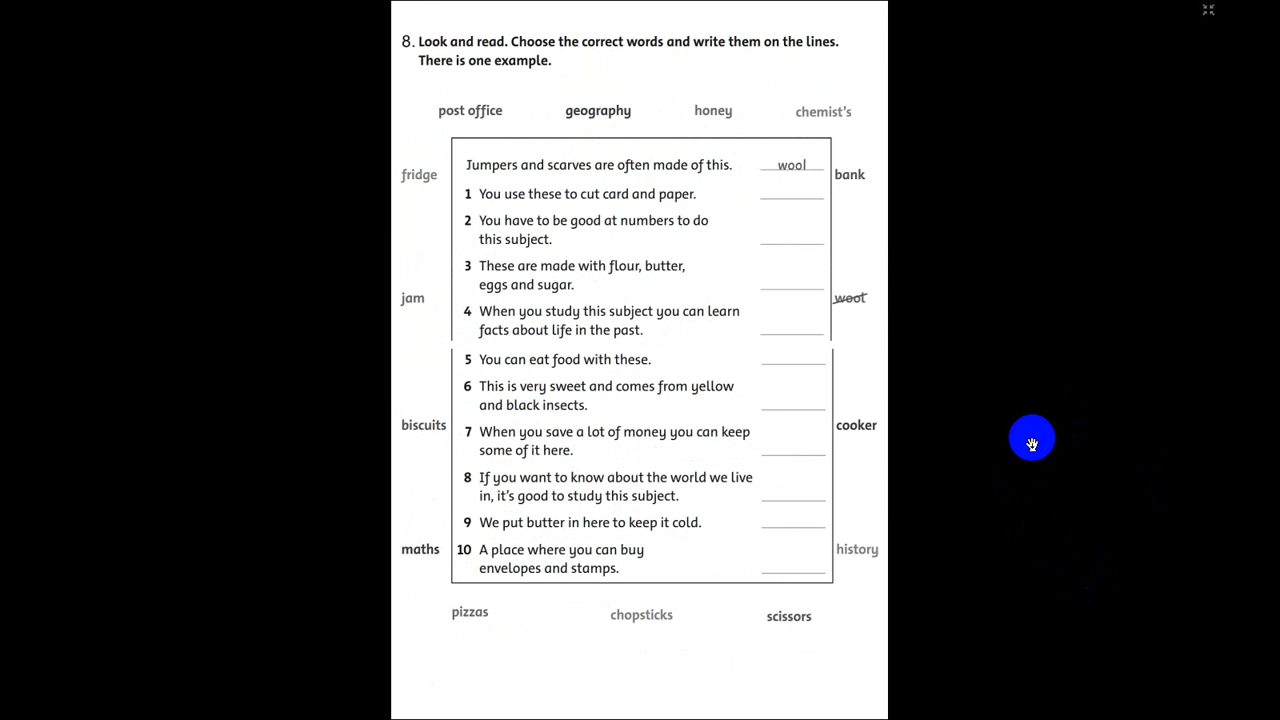 8. Look and read. Choose the correct words and write them on the lines.
There is one example.
post office geography honey chemist's
fridge
Jumpers and scarves are often made of this. wool
bank
1 You use these to cut card and paper.
2 You have to be good at numbers to do
this subject.
3 These are made with flour, butter,
eggs and sugar.
jam
wool
4 When you study this subject you can learn
facts about life in the past.
5 You can eat food with these.
6 This is very sweet and comes from yellow
and black insects.
biscuits
cooker
7 When you save a lot of money you can keep
some of it here.
8 If you want to know about the world we live
in, it's good to study this subject.
9 We put butter in here to keep it cold.
maths
10 A place where you can buy
envelopes and stamps.
history
pizzas chopsticks scissors